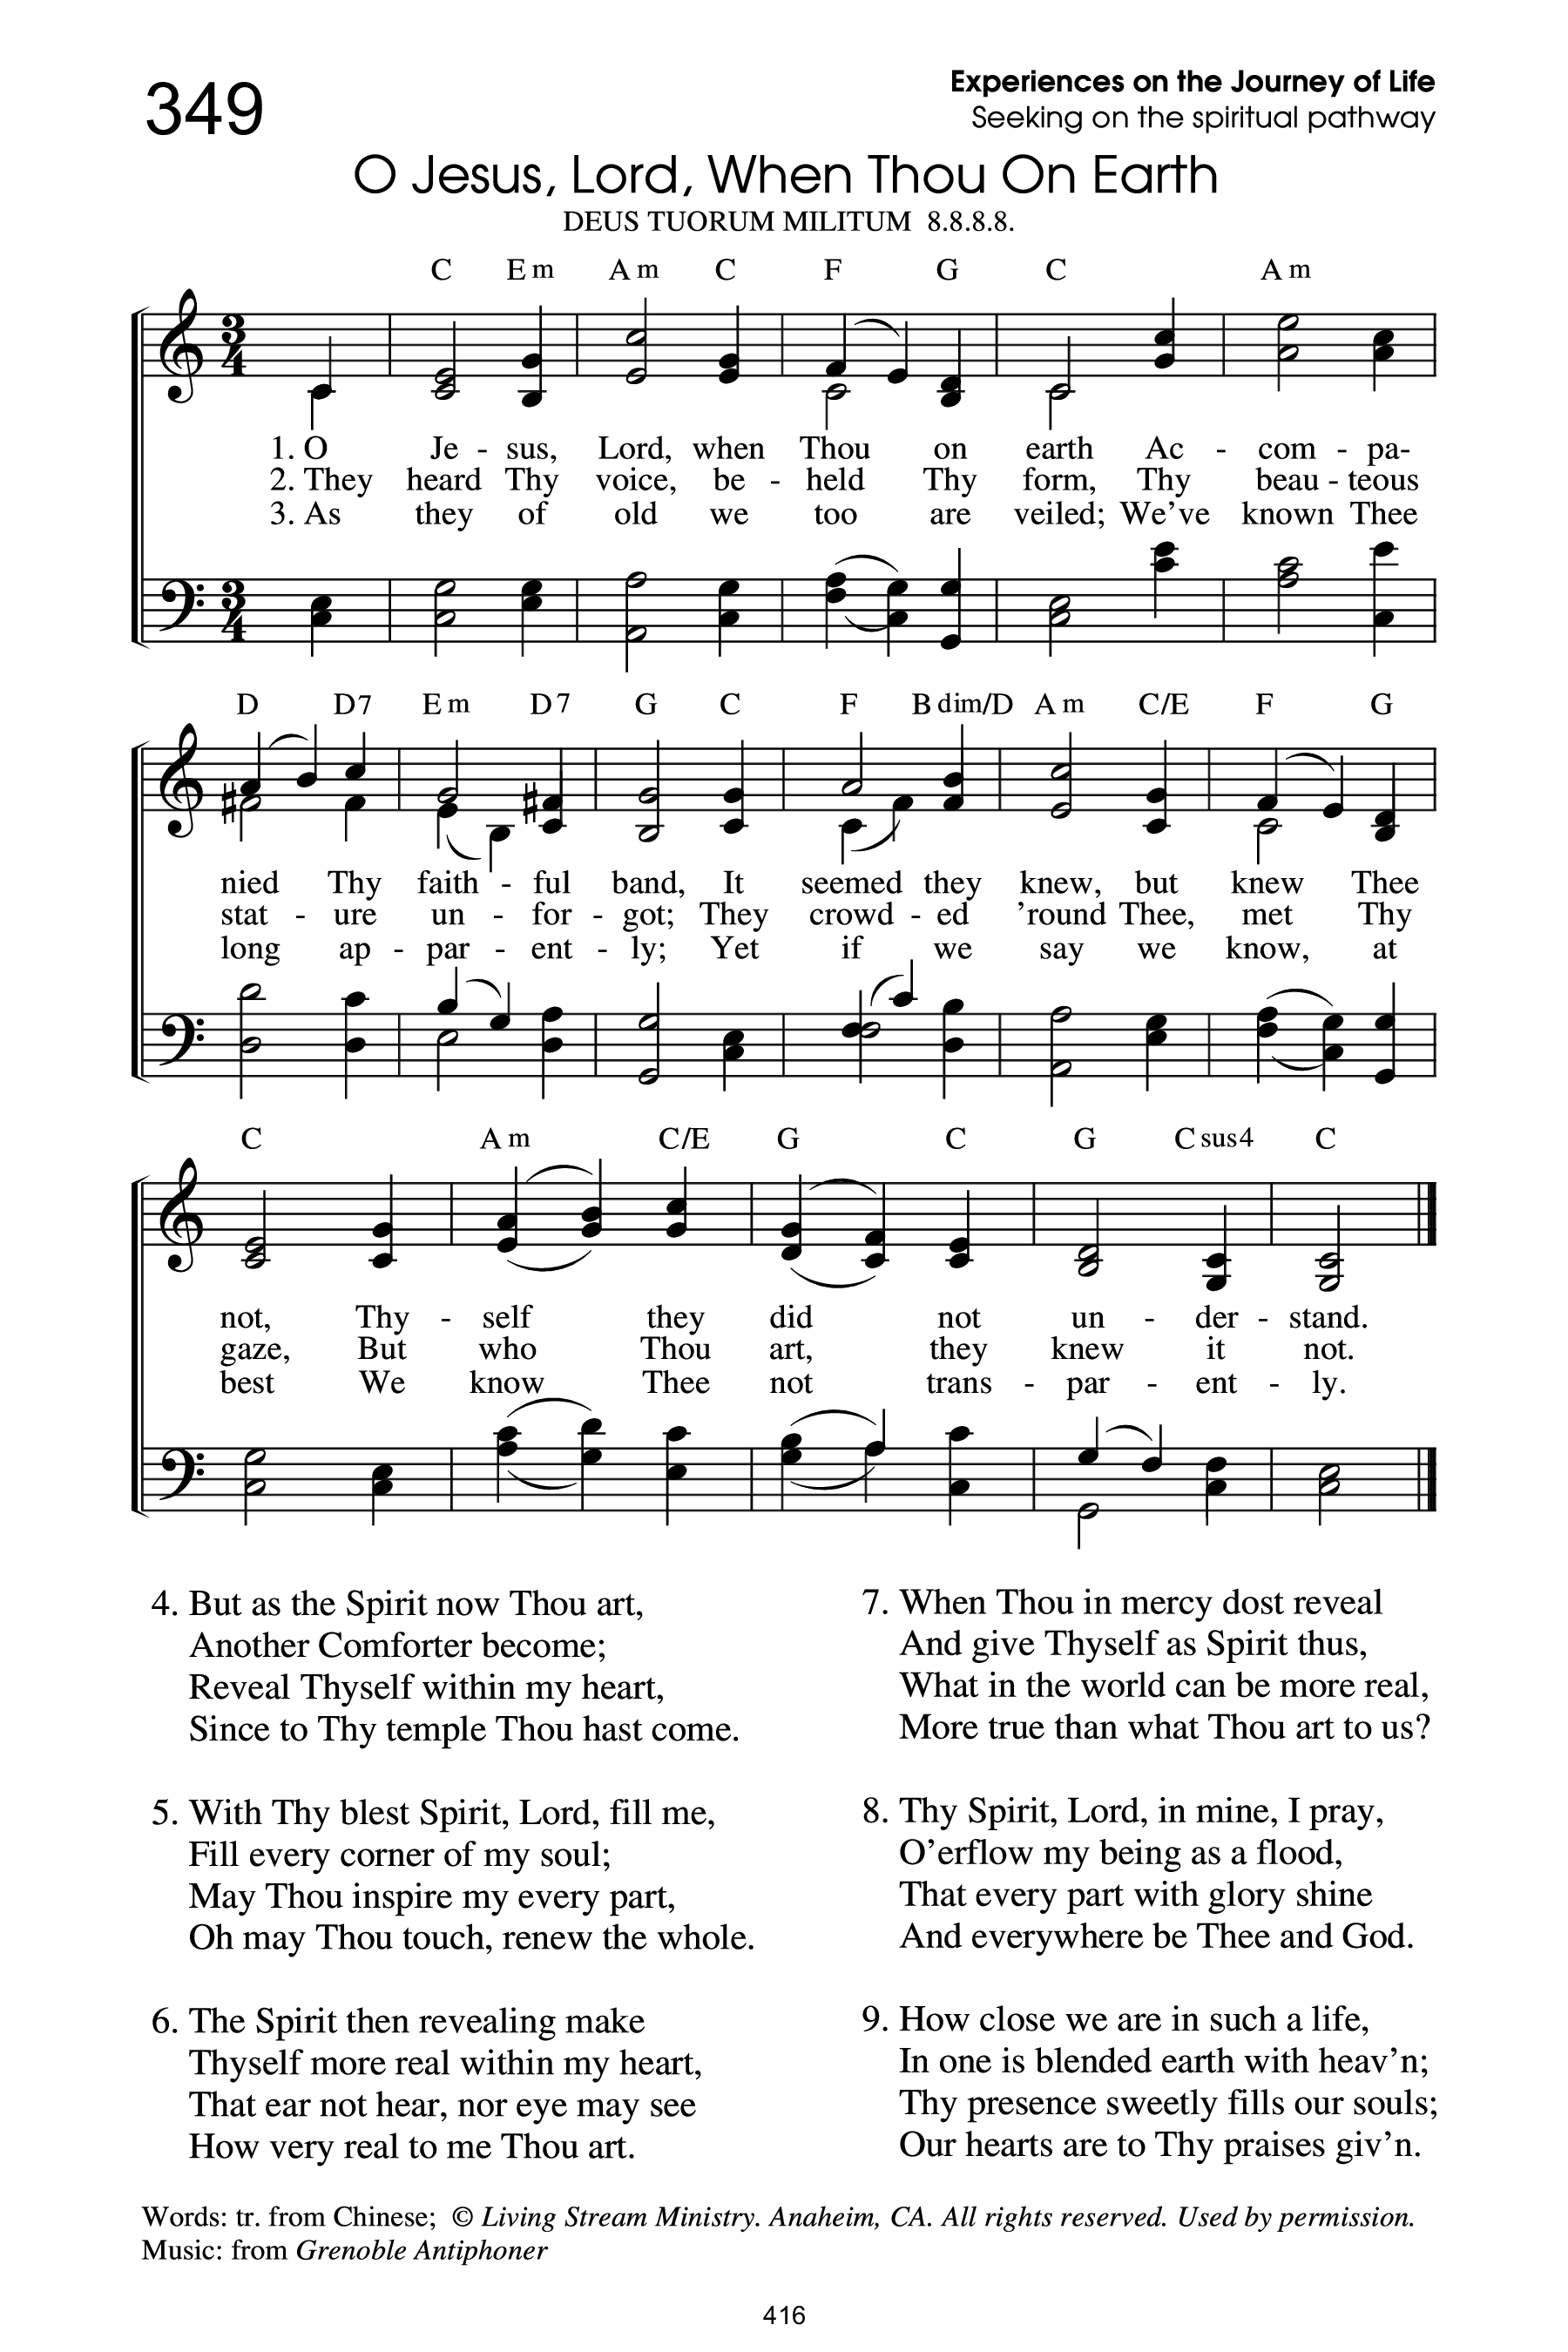 349
Experiences on the Journey of Life
Seeking on the spiritual pathway
O Jesus, Lord, When Thou On Earth
DEUS TUORUM MILITUM 8.8.8.8.
C Em Am C F G C Am
3 4
1. O Je - sus, Lord, when Thou on earth Ac - com - pa-
2. They heard Thy voice, be - held Thy form, Thy beau - teous
3. As they of old we too are veiled; We've known Thee
3 4
D D7 Em D7 G C F Bdim/D Am C/E F G
nied Thy faith - ful band, It seemed they knew, but knew Thee
stat - ure un - for - got; They crowd - ed 'round Thee, met Thy
long ap - par - ent - ly; Yet if we say we know, at
C Am C/E G C G Csus4 C
not, Thy - self they did not un - der - stand.
gaze, But who Thou art, they knew it not.
best We know Thee not trans - par - ent - ly.
4. But as the Spirit now Thou art,
Another Comforter become;
Reveal Thyself within my heart,
Since to Thy temple Thou hast come.
5. With Thy blest Spirit, Lord, fill me,
Fill every corner of my soul;
May Thou inspire my every part,
Oh may Thou touch, renew the whole.
6. The Spirit then revealing make
Thyself more real within my heart,
That ear not hear, nor eye may see
How very real to me Thou art.
7. When Thou in mercy dost reveal
And give Thyself as Spirit thus,
What in the world can be more real,
More true than what Thou art to us?
8. Thy Spirit, Lord, in mine, I pray,
O'erflow my being as a flood,
That every part with glory shine
And everywhere be Thee and God.
9. How close we are in such a life,
In one is blended earth with heav'n;
Thy presence sweetly fills our souls;
Our hearts are to Thy praises giv'n.
Words: tr. from Chinese; © Living Stream Ministry. Anaheim, CA. All rights reserved. Used by permission.
Music: from Grenoble Antiphoner
416